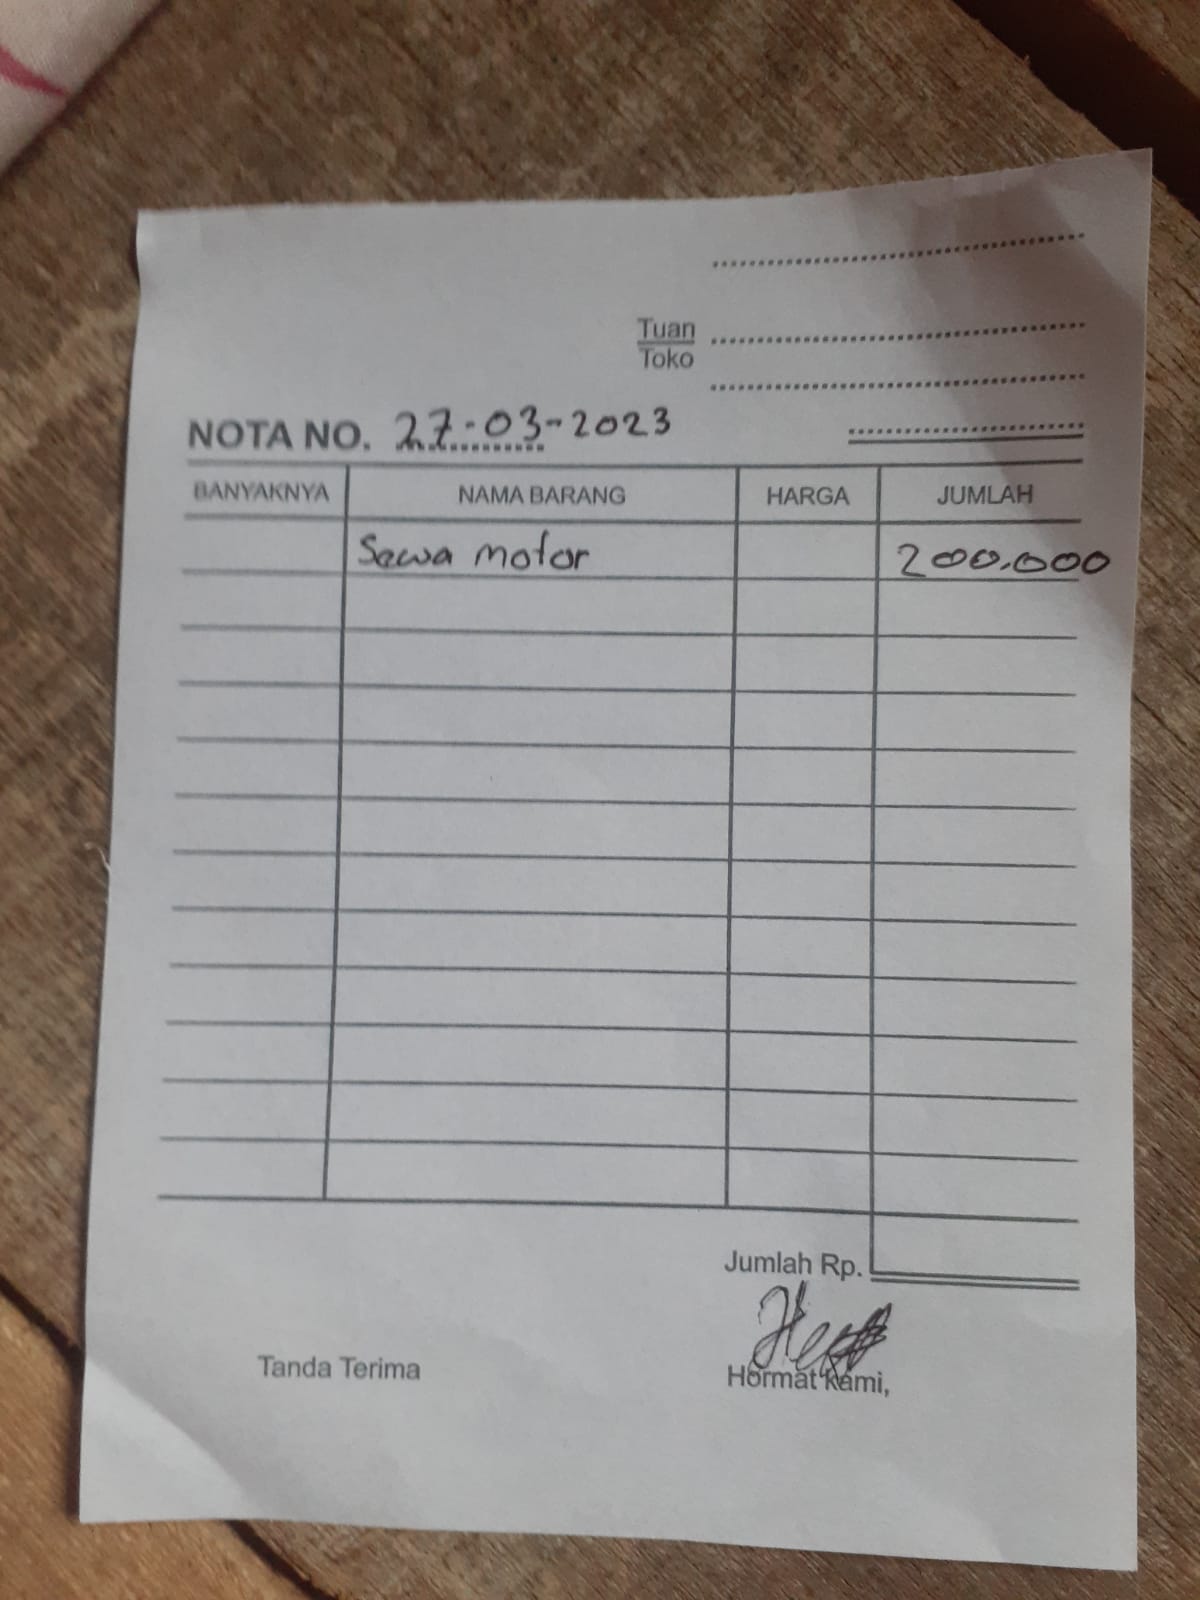 Tuan
Toko
NOTA NO. 27-03-2023
BANYAKNYA NAMA BARANG HARGA JUMLAH
Sewa motor 200.000
Jumlah Rp.
Tanda Terima
Hormat Kami,